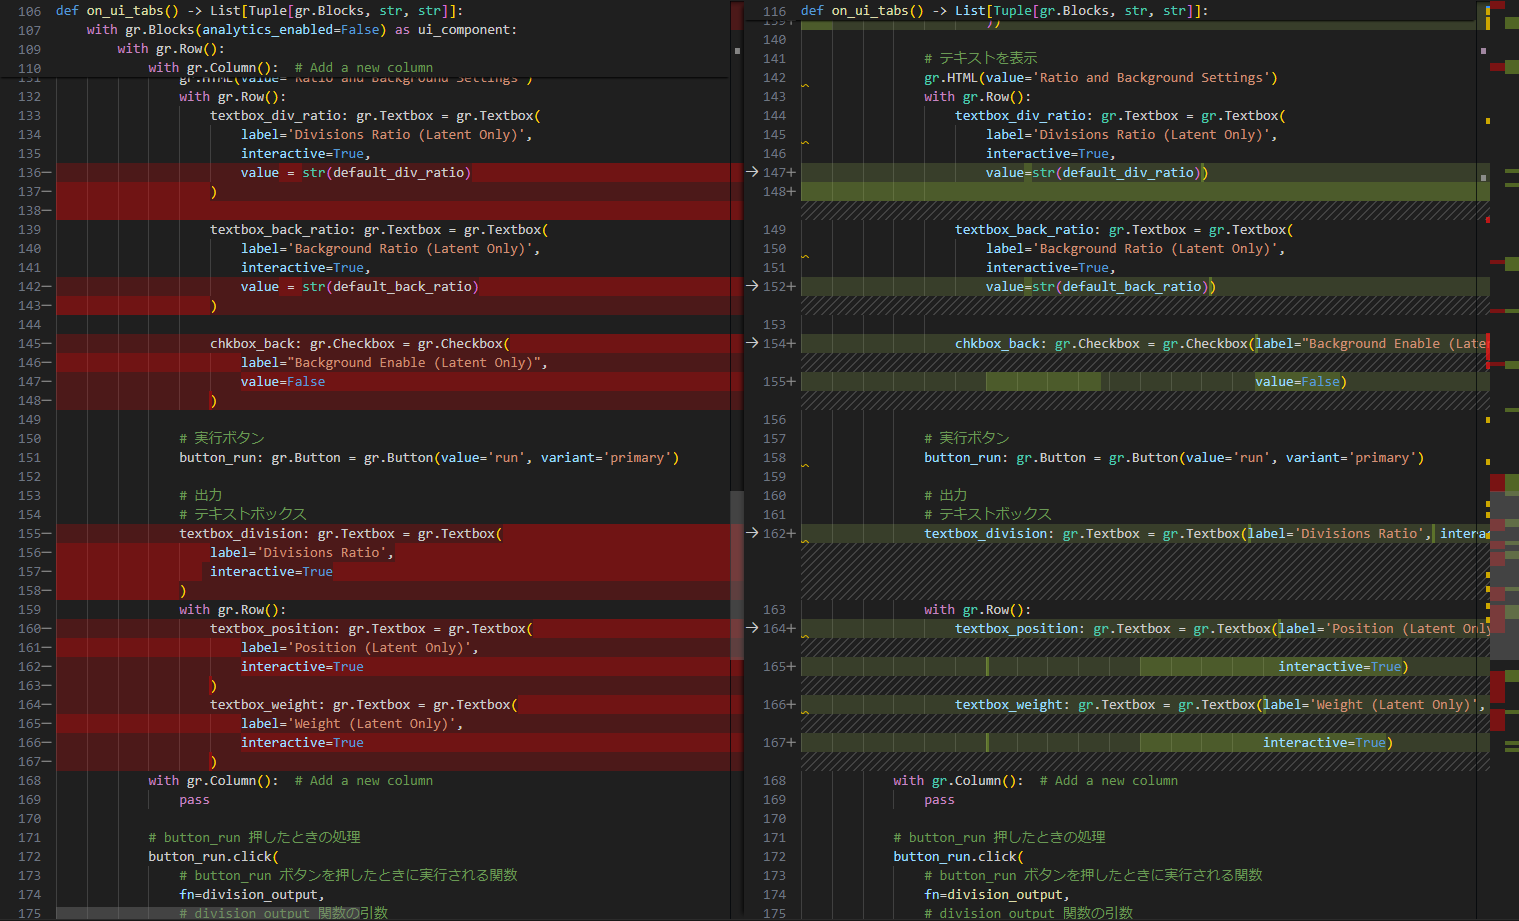 106 def on_ui_tabs() -> List[Tuple[gr.Blocks, str, str]]:
107 with gr.Blocks(analytics_enabled=False) as ui_component:
109 with gr.Row():
110 with gr.Column():  # Add a new column
131 gr.HTML(value='Ratio and Background Settings')
132 with gr.Row():
133 textbox_div_ratio: gr.Textbox = gr.Textbox(
134 label='Divisions Ratio (Latent Only)',
135 interactive=True,
136− value = str(default_div_ratio)
137− )
138−
139 textbox_back_ratio: gr.Textbox = gr.Textbox(
140 label='Background Ratio (Latent Only)',
141 interactive=True,
142− value = str(default_back_ratio)
143− )
144
145− chkbox_back: gr.Checkbox = gr.Checkbox(
146− label="Background Enable (Latent Only)",
147− value=False
148− )
149
150 # 実行ボタン
151 button_run: gr.Button = gr.Button(value='run', variant='primary')
152
153 # 出力
154 # テキストボックス
155− textbox_division: gr.Textbox = gr.Textbox(
156− label='Divisions Ratio',
157− interactive=True
158− )
159 with gr.Row():
160− textbox_position: gr.Textbox = gr.Textbox(
161− label='Position (Latent Only)',
162− interactive=True
163− )
164− textbox_weight: gr.Textbox = gr.Textbox(
165− label='Weight (Latent Only)',
166− interactive=True
167− )
168 with gr.Column():  # Add a new column
169 pass
170
171 # button_run 押したときの処理
172 button_run.click(
173 # button_run ボタンを押したときに実行される関数
174 fn=division_output,
175 # division_output 関数の引数
116 def on_ui_tabs() -> List[Tuple[gr.Blocks, str, str]]:
139+ ))
140
141 # テキストを表示
142 gr.HTML(value='Ratio and Background Settings')
143 with gr.Row():
144 textbox_div_ratio: gr.Textbox = gr.Textbox(
145 label='Divisions Ratio (Latent Only)',
146 interactive=True,
147+ value=str(default_div_ratio))
148+
149 textbox_back_ratio: gr.Textbox = gr.Textbox(
150 label='Background Ratio (Latent Only)',
151 interactive=True,
152+ value=str(default_back_ratio))
153
154+ chkbox_back: gr.Checkbox = gr.Checkbox(label="Background Enable (Late
155+ value=False)
156
157 # 実行ボタン
158 button_run: gr.Button = gr.Button(value='run', variant='primary')
159
160 # 出力
161 # テキストボックス
162+ textbox_division: gr.Textbox = gr.Textbox(label='Divisions Ratio', intera
163 with gr.Row():
164+ textbox_position: gr.Textbox = gr.Textbox(label='Position (Latent Only
165+ interactive=True)
166+ textbox_weight: gr.Textbox = gr.Textbox(label='Weight (Latent Only)',
167+ interactive=True)
168 with gr.Column():  # Add a new column
169 pass
170
171 # button_run 押したときの処理
172 button_run.click(
173 # button_run ボタンを押したときに実行される関数
174 fn=division_output,
175 # division_output 関数の引数